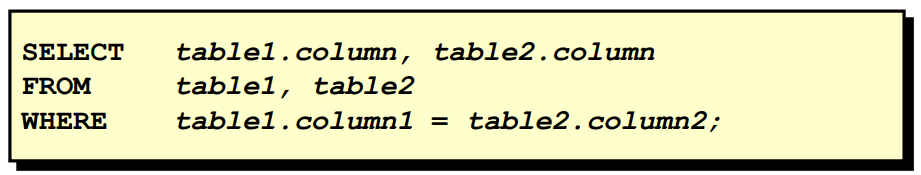 SELECT table1.column, table2.column
FROM table1, table2
WHERE table1.column1 = table2.column2;